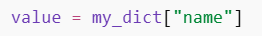 value = my_dict["name"]